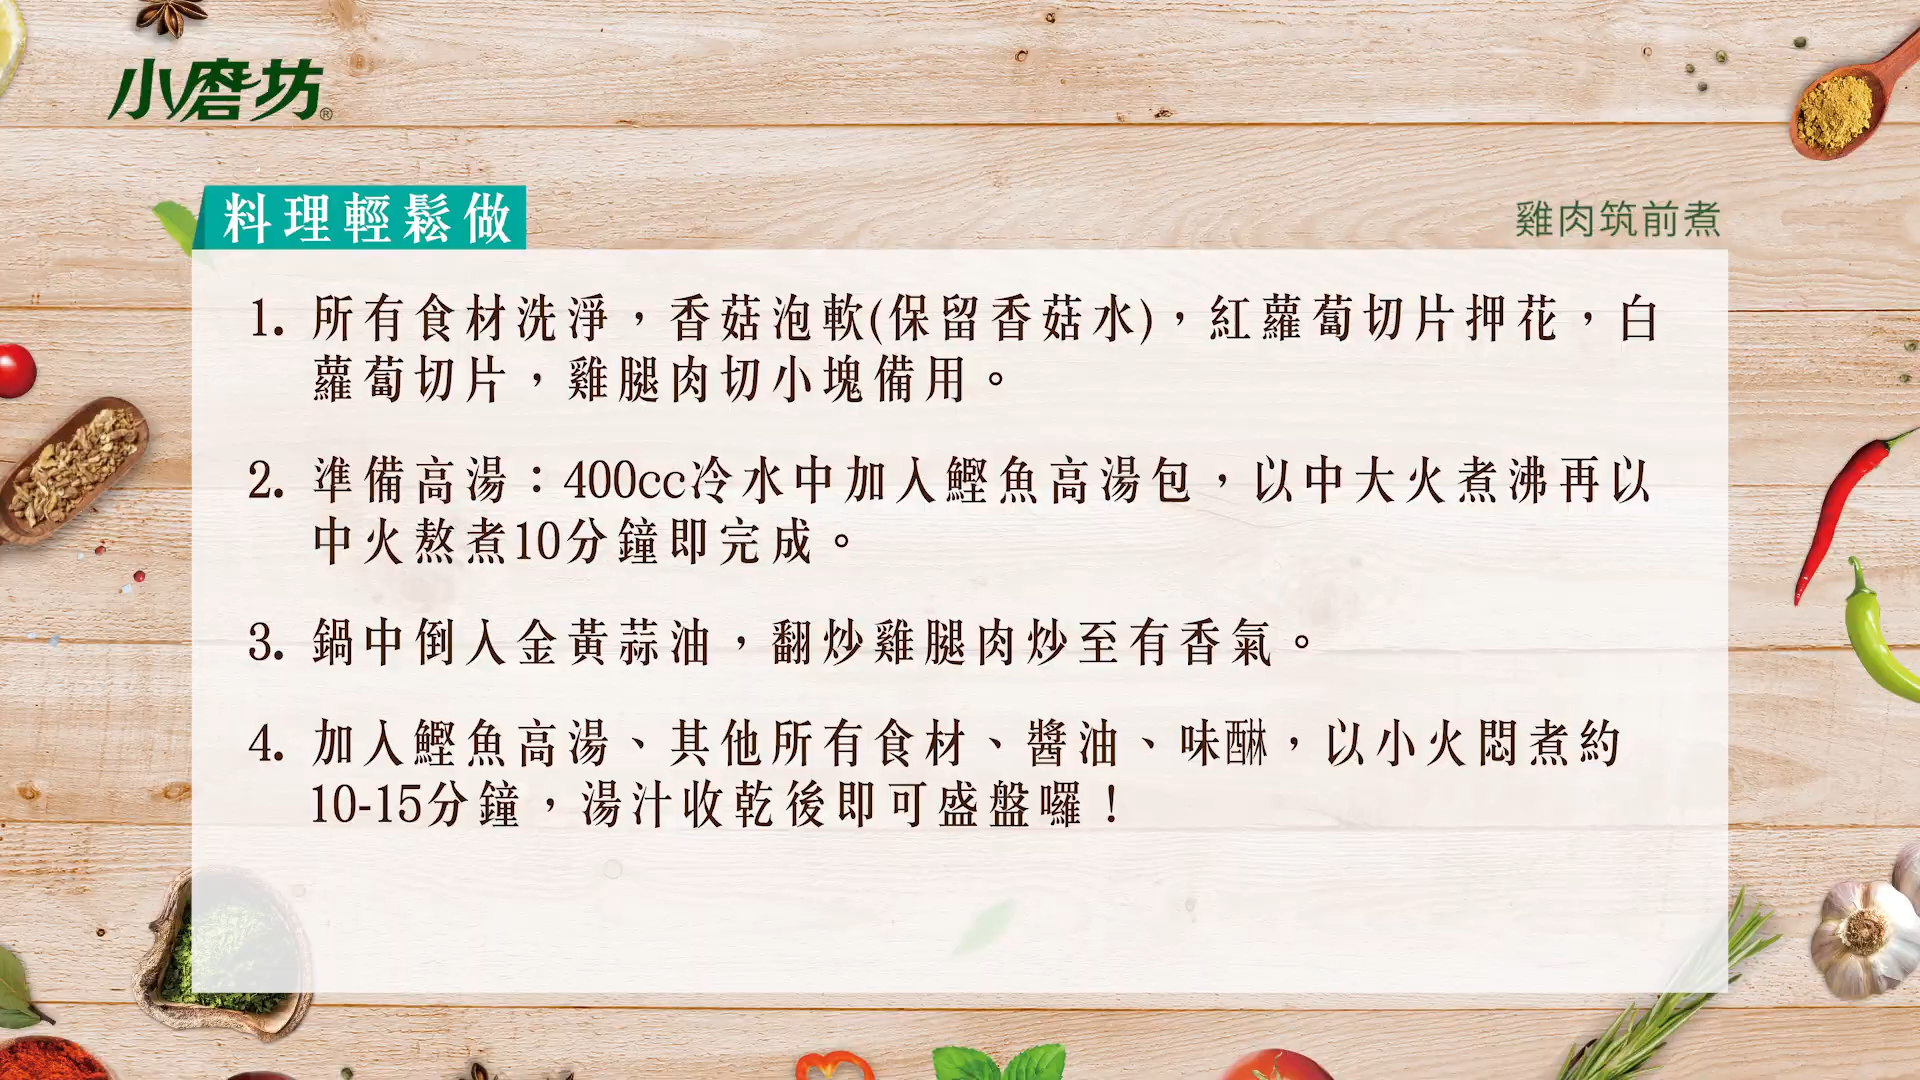 小磨坊®
料理輕鬆做
雞肉筑前煮
1. 所有食材洗淨，香菇泡軟(保留香菇水)，紅蘿蔔切片押花，白
蘿蔔切片，雞腿肉切小塊備用。
2. 準備高湯：400cc冷水中加入鰹魚高湯包，以中大火煮沸再以
中火熬煮10分鐘即完成。
3. 鍋中倒入金黃蒜油，翻炒雞腿肉炒至有香氣。
4. 加入鰹魚高湯、其他所有食材、醬油、味醂，以小火悶煮約
10-15分鐘，湯汁收乾後即可盛盤囉！